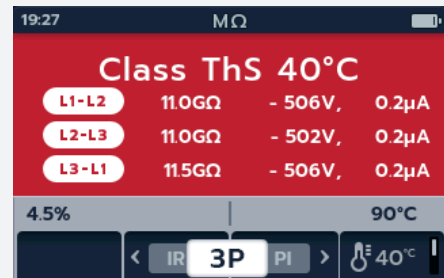 19:27 MΩ
Class ThS 40°C
L1-L2 11.0GΩ - 506V, 0.2µA
L2-L3 11.0GΩ - 502V, 0.2µA
L3-L1 11.5GΩ - 506V, 0.2µA
4.5% 90°C
< IR 3P PI > 40°C